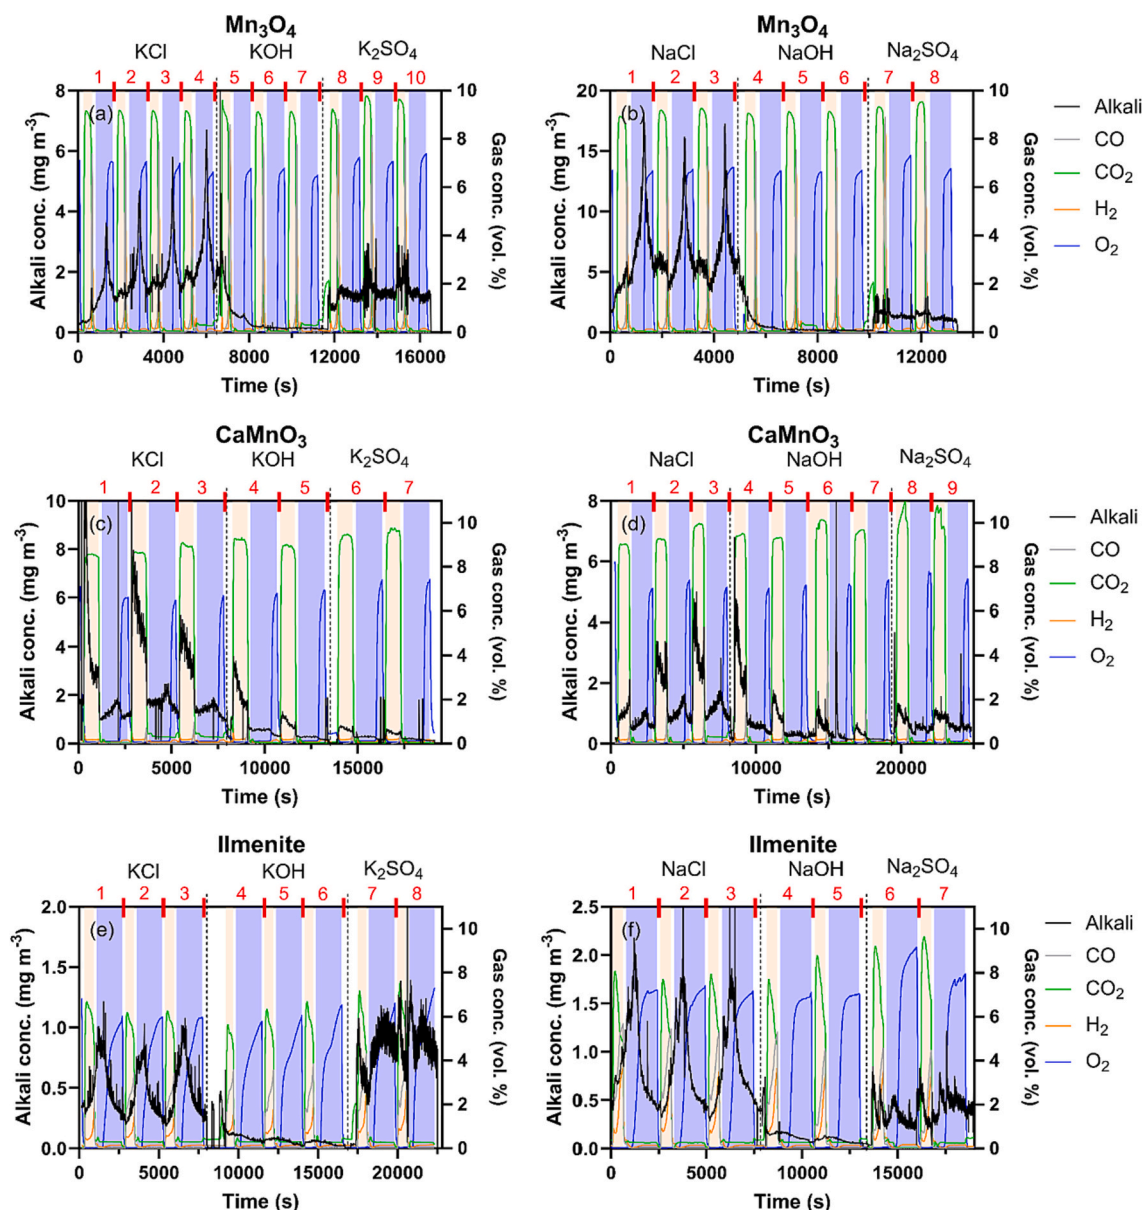 Mn3O4
KCl KOH K2SO4
1 2 3 4 5 6 7 8 9 10
(a)
Alkali conc. (mg m-3)
8
6
4
2
0
10
8
6
4
2
0
Gas conc. (vol. %)
0 4000 8000 12000 16000
Time (s)
Mn3O4
NaCl NaOH Na2SO4
1 2 3 4 5 6 7 8
(b)
Alkali conc. (mg m-3)
20
15
10
5
0
10
8
6
4
2
0
Gas conc. (vol. %)
0 4000 8000 12000
Time (s)
Alkali
CO
CO2
H2
O2
CaMnO3
KCl KOH K2SO4
1 2 3 4 5 6 7
(c)
Alkali conc. (mg m-3)
10
8
6
4
2
0
10
8
6
4
2
0
Gas conc. (vol. %)
0 5000 10000 15000
Time (s)
CaMnO3
NaCl NaOH Na2SO4
1 2 3 4 5 6 7 8 9
(d)
Alkali conc. (mg m-3)
8
6
4
2
0
10
8
6
4
2
0
Gas conc. (vol. %)
0 10000 20000
Time (s)
Alkali
CO
CO2
H2
O2
Ilmenite
KCl KOH K2SO4
1 2 3 4 5 6 7 8
(e)
Alkali conc. (mg m-3)
2.0
1.5
1.0
0.5
0.0
10
8
6
4
2
0
Gas conc. (vol. %)
0 5000 10000 15000 20000
Time (s)
Ilmenite
NaCl NaOH Na2SO4
1 2 3 4 5 6 7
(f)
Alkali conc. (mg m-3)
2.5
2.0
1.5
1.0
0.5
0.0
10
8
6
4
2
0
Gas conc. (vol. %)
0 5000 10000 15000
Time (s)
Alkali
CO
CO2
H2
O2